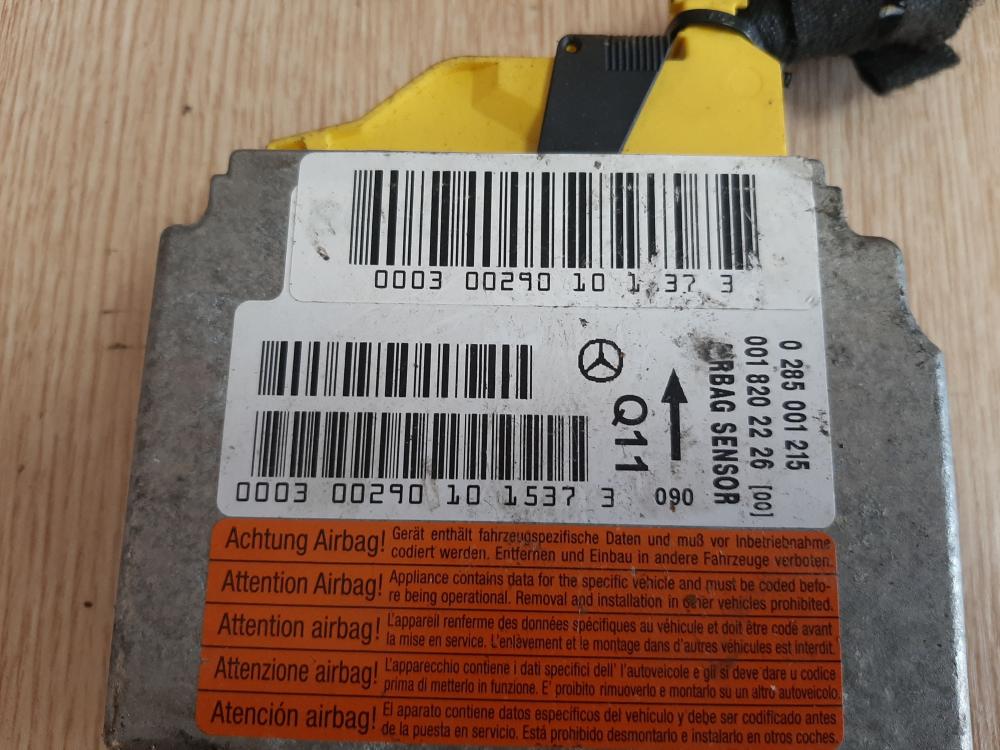 0003 00290 10 1 37 3
0 285 001 215
001 820 22 26 [00]
RBAG SENSOR
Q11
0003 00290 10 1537 3
090
Achtung Airbag! Gerät enthält fahrzeugspezifische Daten und muß vor Inbetriebnahme
codiert werden. Entfernen und Einbau in andere Fahrzeuge verboten.
Attention Airbag! Appliance contains data for the specific vehicle and must be coded befo-
re being operational. Removal and installation in other vehicles prohibited.
Attention airbag! L'appareil renferme des données spécifiques au véhicule et doit être codé avant
la mise en service. L'enlèvement et le montage dans d'autres véhicules est interdit.
Attenzione airbag! L'apparecchio contiene i dati specifici dell' l'autoveicolo e gli si deve dare u codice
prima di metterlo in funzione. E' proibito rimuoverlo e montarlo su un altro autoveicolo.
Atención airbag! El aparato contiene datos específicos del vehículo y debe ser codificado antes
de la puesta en servicio. Está prohibido desmontarlo e instalarlo en otros coches.